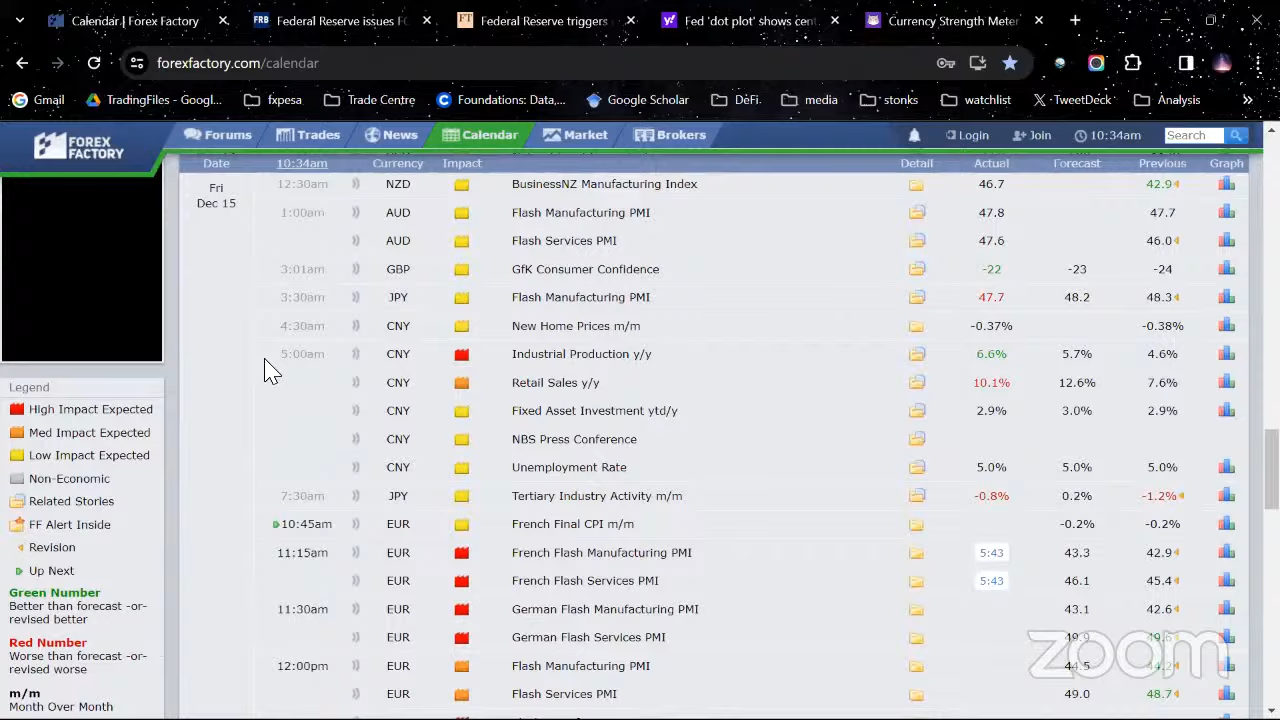 Calendar | Forex Factory
Federal Reserve issues F
Federal Reserve triggers
Fed 'dot plot' shows cent
Currency Strength Meter
forexfactory.com/calendar
Gmail
TradingFiles - Googl...
fxpesa
Trade Centre
Foundations: Data,...
Google Scholar
DeFi
media
stonks
watchlist
TweetDeck
Analysis
FOREX FACTORY
Forums
Trades
News
Calendar
Market
Brokers
Login
Join
10:34am
Search
Date 10:34am Currency Impact Detail Actual Forecast Previous Graph
Fri Dec 15
12:30am NZD BusinessNZ Manufacturing Index 46.7 42.9
1:00am AUD Flash Manufacturing PMI 47.8 47.7
AUD Flash Services PMI 47.6 46.0
3:01am GBP GfK Consumer Confidence -22 -23 -24
3:30am JPY Flash Manufacturing PMI 47.7 48.2 48.3
4:30am CNY New Home Prices m/m -0.37% -0.38%
5:00am CNY Industrial Production y/y 6.6% 5.7% 4.6%
CNY Retail Sales y/y 10.1% 12.6% 7.6%
CNY Fixed Asset Investment ytd/y 2.9% 3.0% 2.9%
CNY NBS Press Conference
CNY Unemployment Rate 5.0% 5.0% 5.0%
7:30am JPY Tertiary Industry Activity m/m -0.8% 0.2% -1.2%
10:45am EUR French Final CPI m/m -0.2% -0.2%
11:15am EUR French Flash Manufacturing PMI 5:43 43.3 42.9
EUR French Flash Services PMI 5:43 46.1 45.4
11:30am EUR German Flash Manufacturing PMI 43.1 42.6
EUR German Flash Services PMI 49.9
12:00pm EUR Flash Manufacturing PMI 44.5 44.2
EUR Flash Services PMI 49.0 48.7
Legend
High Impact Expected
Med Impact Expected
Low Impact Expected
Non-Economic
Related Stories
FF Alert Inside
Revision
Up Next
Green Number
Better than forecast -or-
revised better
Red Number
Worse than forecast -or-
revised worse
m/m
Month Over Month
zoom